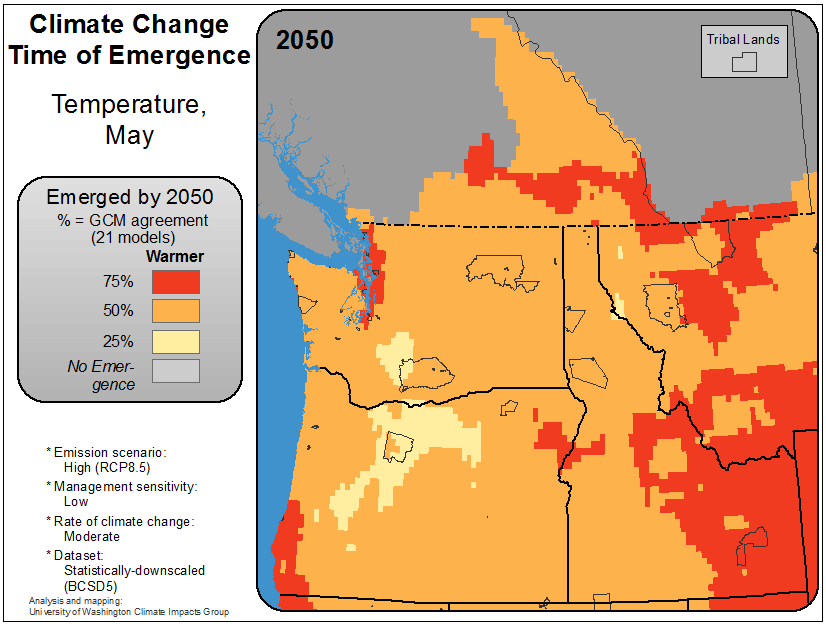 Climate Change
Time of Emergence
Temperature,
May
Emerged by 2050
% = GCM agreement
(21 models)
Warmer
75%
50%
25%
No Emer-
gence
* Emission scenario:
High (RCP8.5)
* Management sensitivity:
Low
* Rate of climate change:
Moderate
* Dataset:
Statistically-downscaled
(BCSD5)
Analysis and mapping:
University of Washington Climate Impacts Group
2050
Tribal Lands